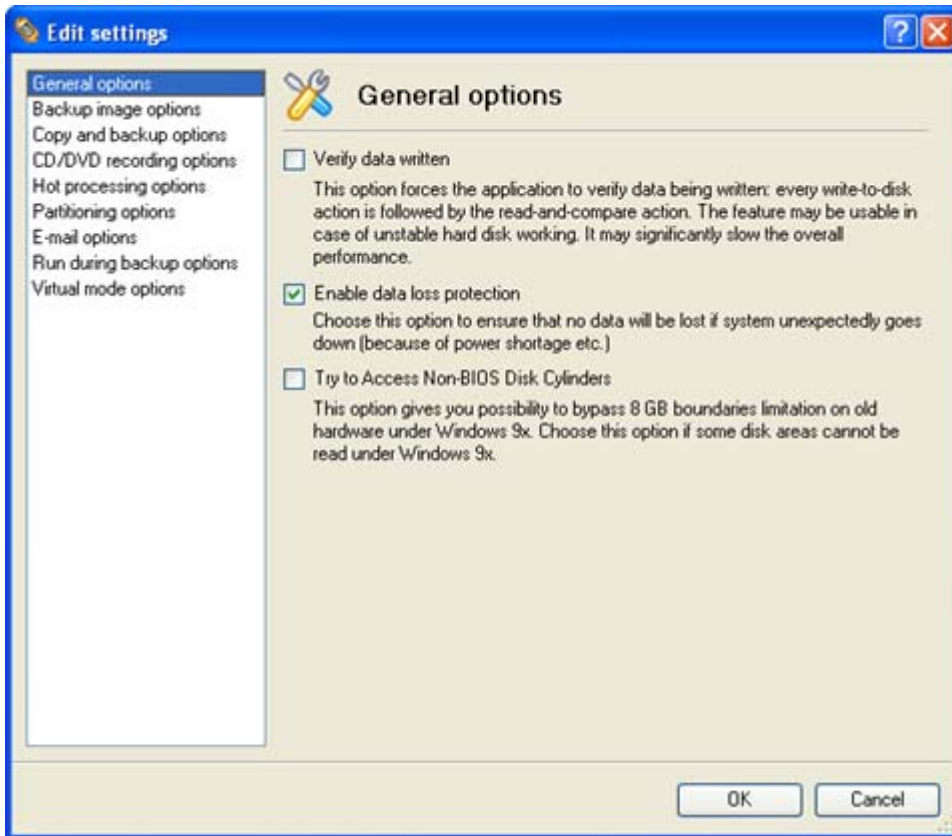 Edit settings
General options
Backup image options
Copy and backup options
CD/DVD recording options
Hot processing options
Partitioning options
E-mail options
Run during backup options
Virtual mode options
General options
Verify data written
This option forces the application to verify data being written: every write-to-disk
action is followed by the read-and-compare action. The feature may be usable in
case of unstable hard disk working. It may significantly slow the overall
performance.
Enable data loss protection
Choose this option to ensure that no data will be lost if system unexpectedly goes
down (because of power shortage etc.)
Try to Access Non-BIOS Disk Cylinders
This option gives you possibility to bypass 8 GB boundaries limitation on old
hardware under Windows 9x. Choose this option if some disk areas cannot be
read under Windows 9x.
OK
Cancel